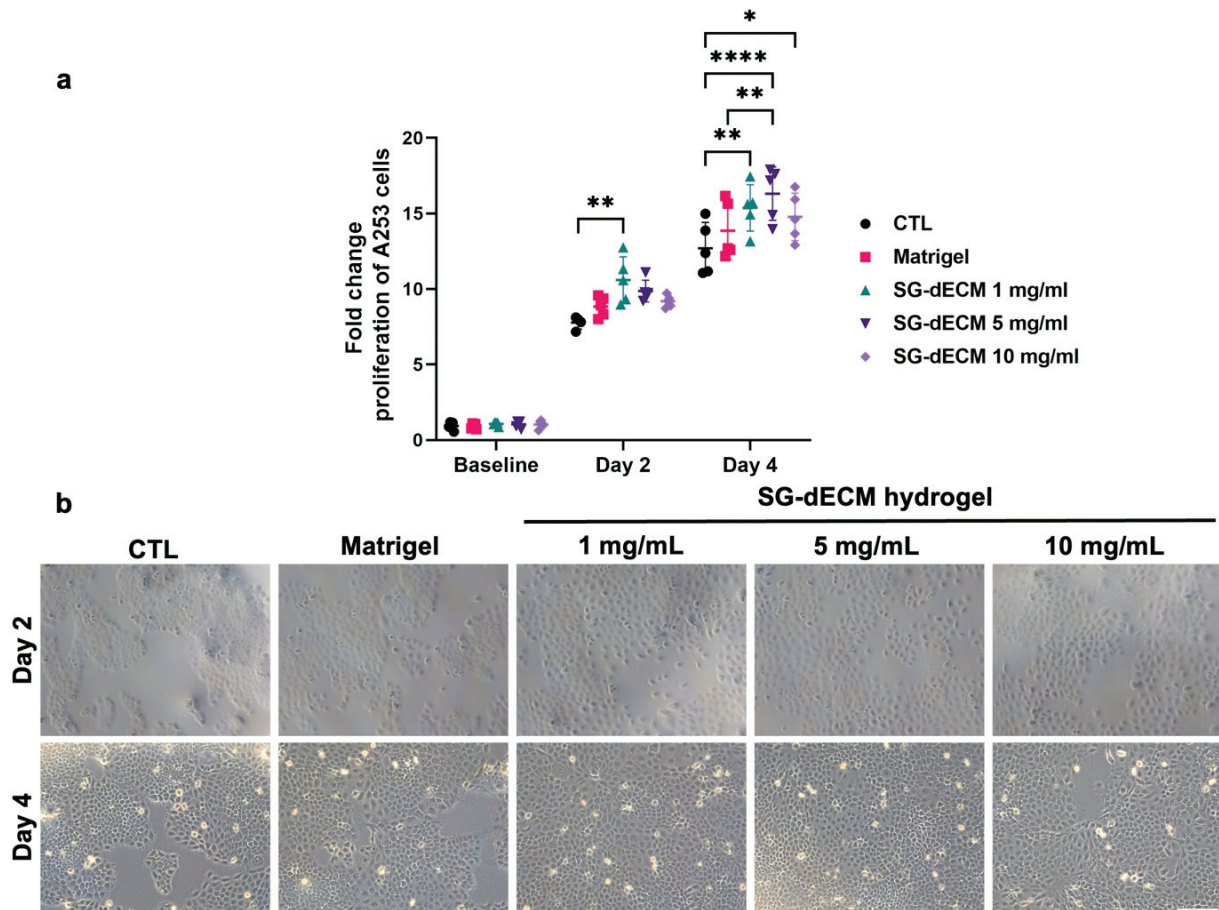 a
*
****
**
**
**
20
15
10
5
0
Fold change
proliferation of A253 cells
Baseline
Day 2
Day 4
CTL
Matrigel
SG-dECM 1 mg/ml
SG-dECM 5 mg/ml
SG-dECM 10 mg/ml
b
SG-dECM hydrogel
CTL
Matrigel
1 mg/mL
5 mg/mL
10 mg/mL
Day 2
Day 4